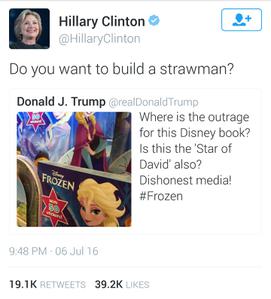 Hillary Clinton
@HillaryClinton
Do you want to build a strawman?
Donald J. Trump @realDonaldTrump
Where is the outrage
for this Disney book?
Is this the 'Star of
David' also?
Dishonest media!
#Frozen
Disney
FROZEN
50
9:48 PM · 06 Jul 16
19.1K RETWEETS 39.2K LIKES